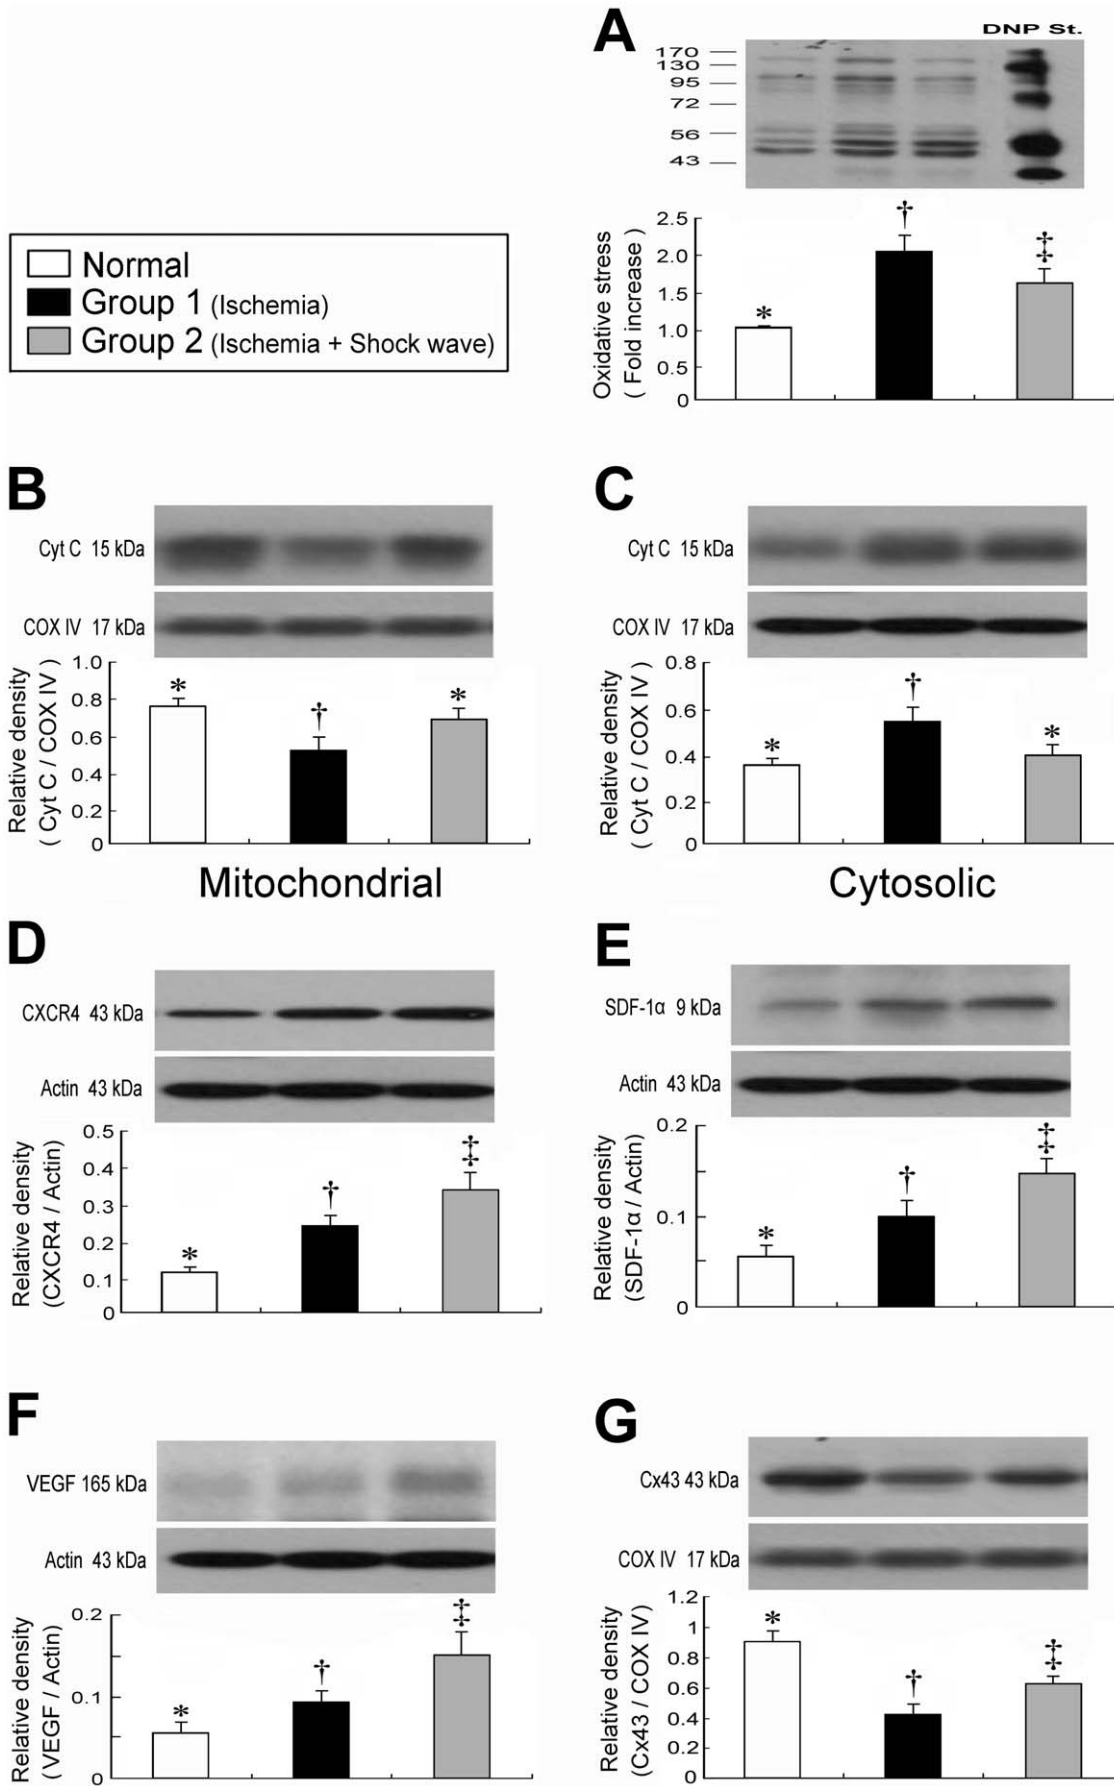 A
DNP St.
170
130
95
72
56
43
Oxidative stress
( Fold increase )
2.5
2.0
1.5
1.0
0.5
0
*
†
‡
Normal
Group 1 (Ischemia)
Group 2 (Ischemia + Shock wave)
B
Cyt C 15 kDa
COX IV 17 kDa
Relative density
( Cyt C / COX IV )
1.0
0.8
0.6
0.4
0.2
0
*
†
*
Mitochondrial
C
Cyt C 15 kDa
COX IV 17 kDa
Relative density
( Cyt C / COX IV )
0.8
0.6
0.4
0.2
0
*
†
*
Cytosolic
D
CXCR4 43 kDa
Actin 43 kDa
Relative density
(CXCR4 / Actin)
0.5
0.4
0.3
0.2
0.1
0
*
†
‡
E
SDF-1α 9 kDa
Actin 43 kDa
Relative density
(SDF-1α / Actin)
0.2
0.1
0
*
†
‡
F
VEGF 165 kDa
Actin 43 kDa
Relative density
( VEGF / Actin)
0.2
0.1
0
*
†
‡
G
Cx43 43 kDa
COX IV 17 kDa
Relative density
(Cx43 / COX IV)
1.2
1
0.8
0.6
0.4
0.2
0
*
†
‡